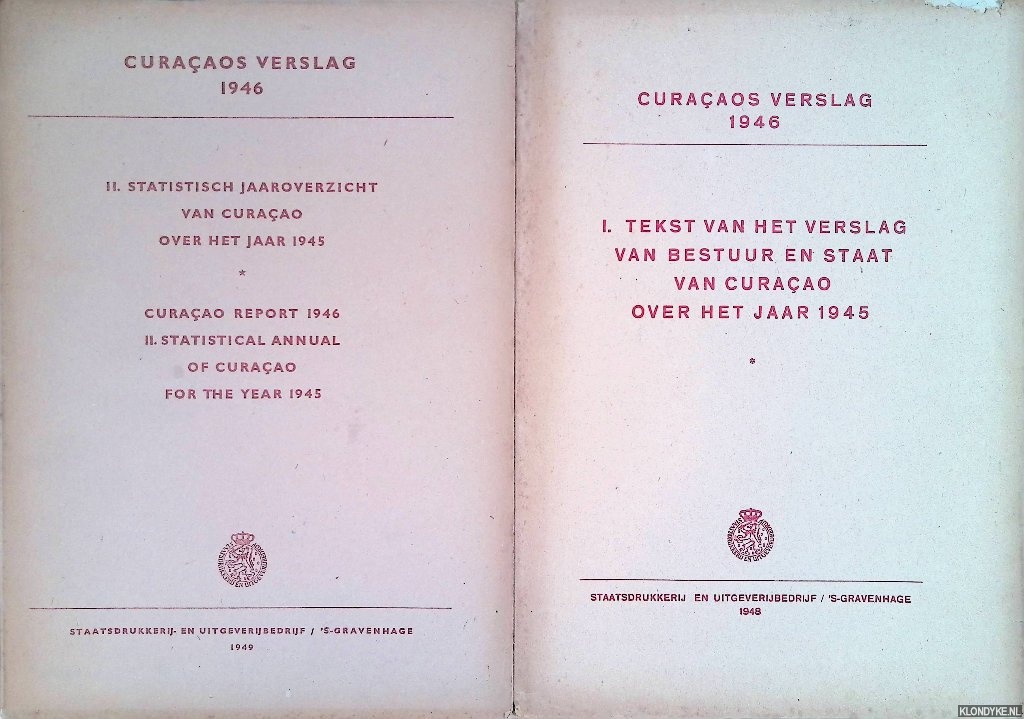 CURAÇAOS VERSLAG
1946
II. STATISTISCH JAAROVERZICHT
VAN CURAÇAO
OVER HET JAAR 1945
*
CURAÇAO REPORT 1946
II. STATISTICAL ANNUAL
OF CURAÇAO
FOR THE YEAR 1945
STAATSDRUKKERIJ- EN UITGEVERIJBEDRIJF / 'S-GRAVENHAGE
1949
CURAÇAOS VERSLAG
1946
I. TEKST VAN HET VERSLAG
VAN BESTUUR EN STAAT
VAN CURAÇAO
OVER HET JAAR 1945
*
STAATSDRUKKERIJ EN UITGEVERIJBEDRIJF / 'S-GRAVENHAGE
1948
KLONDYKE.NL